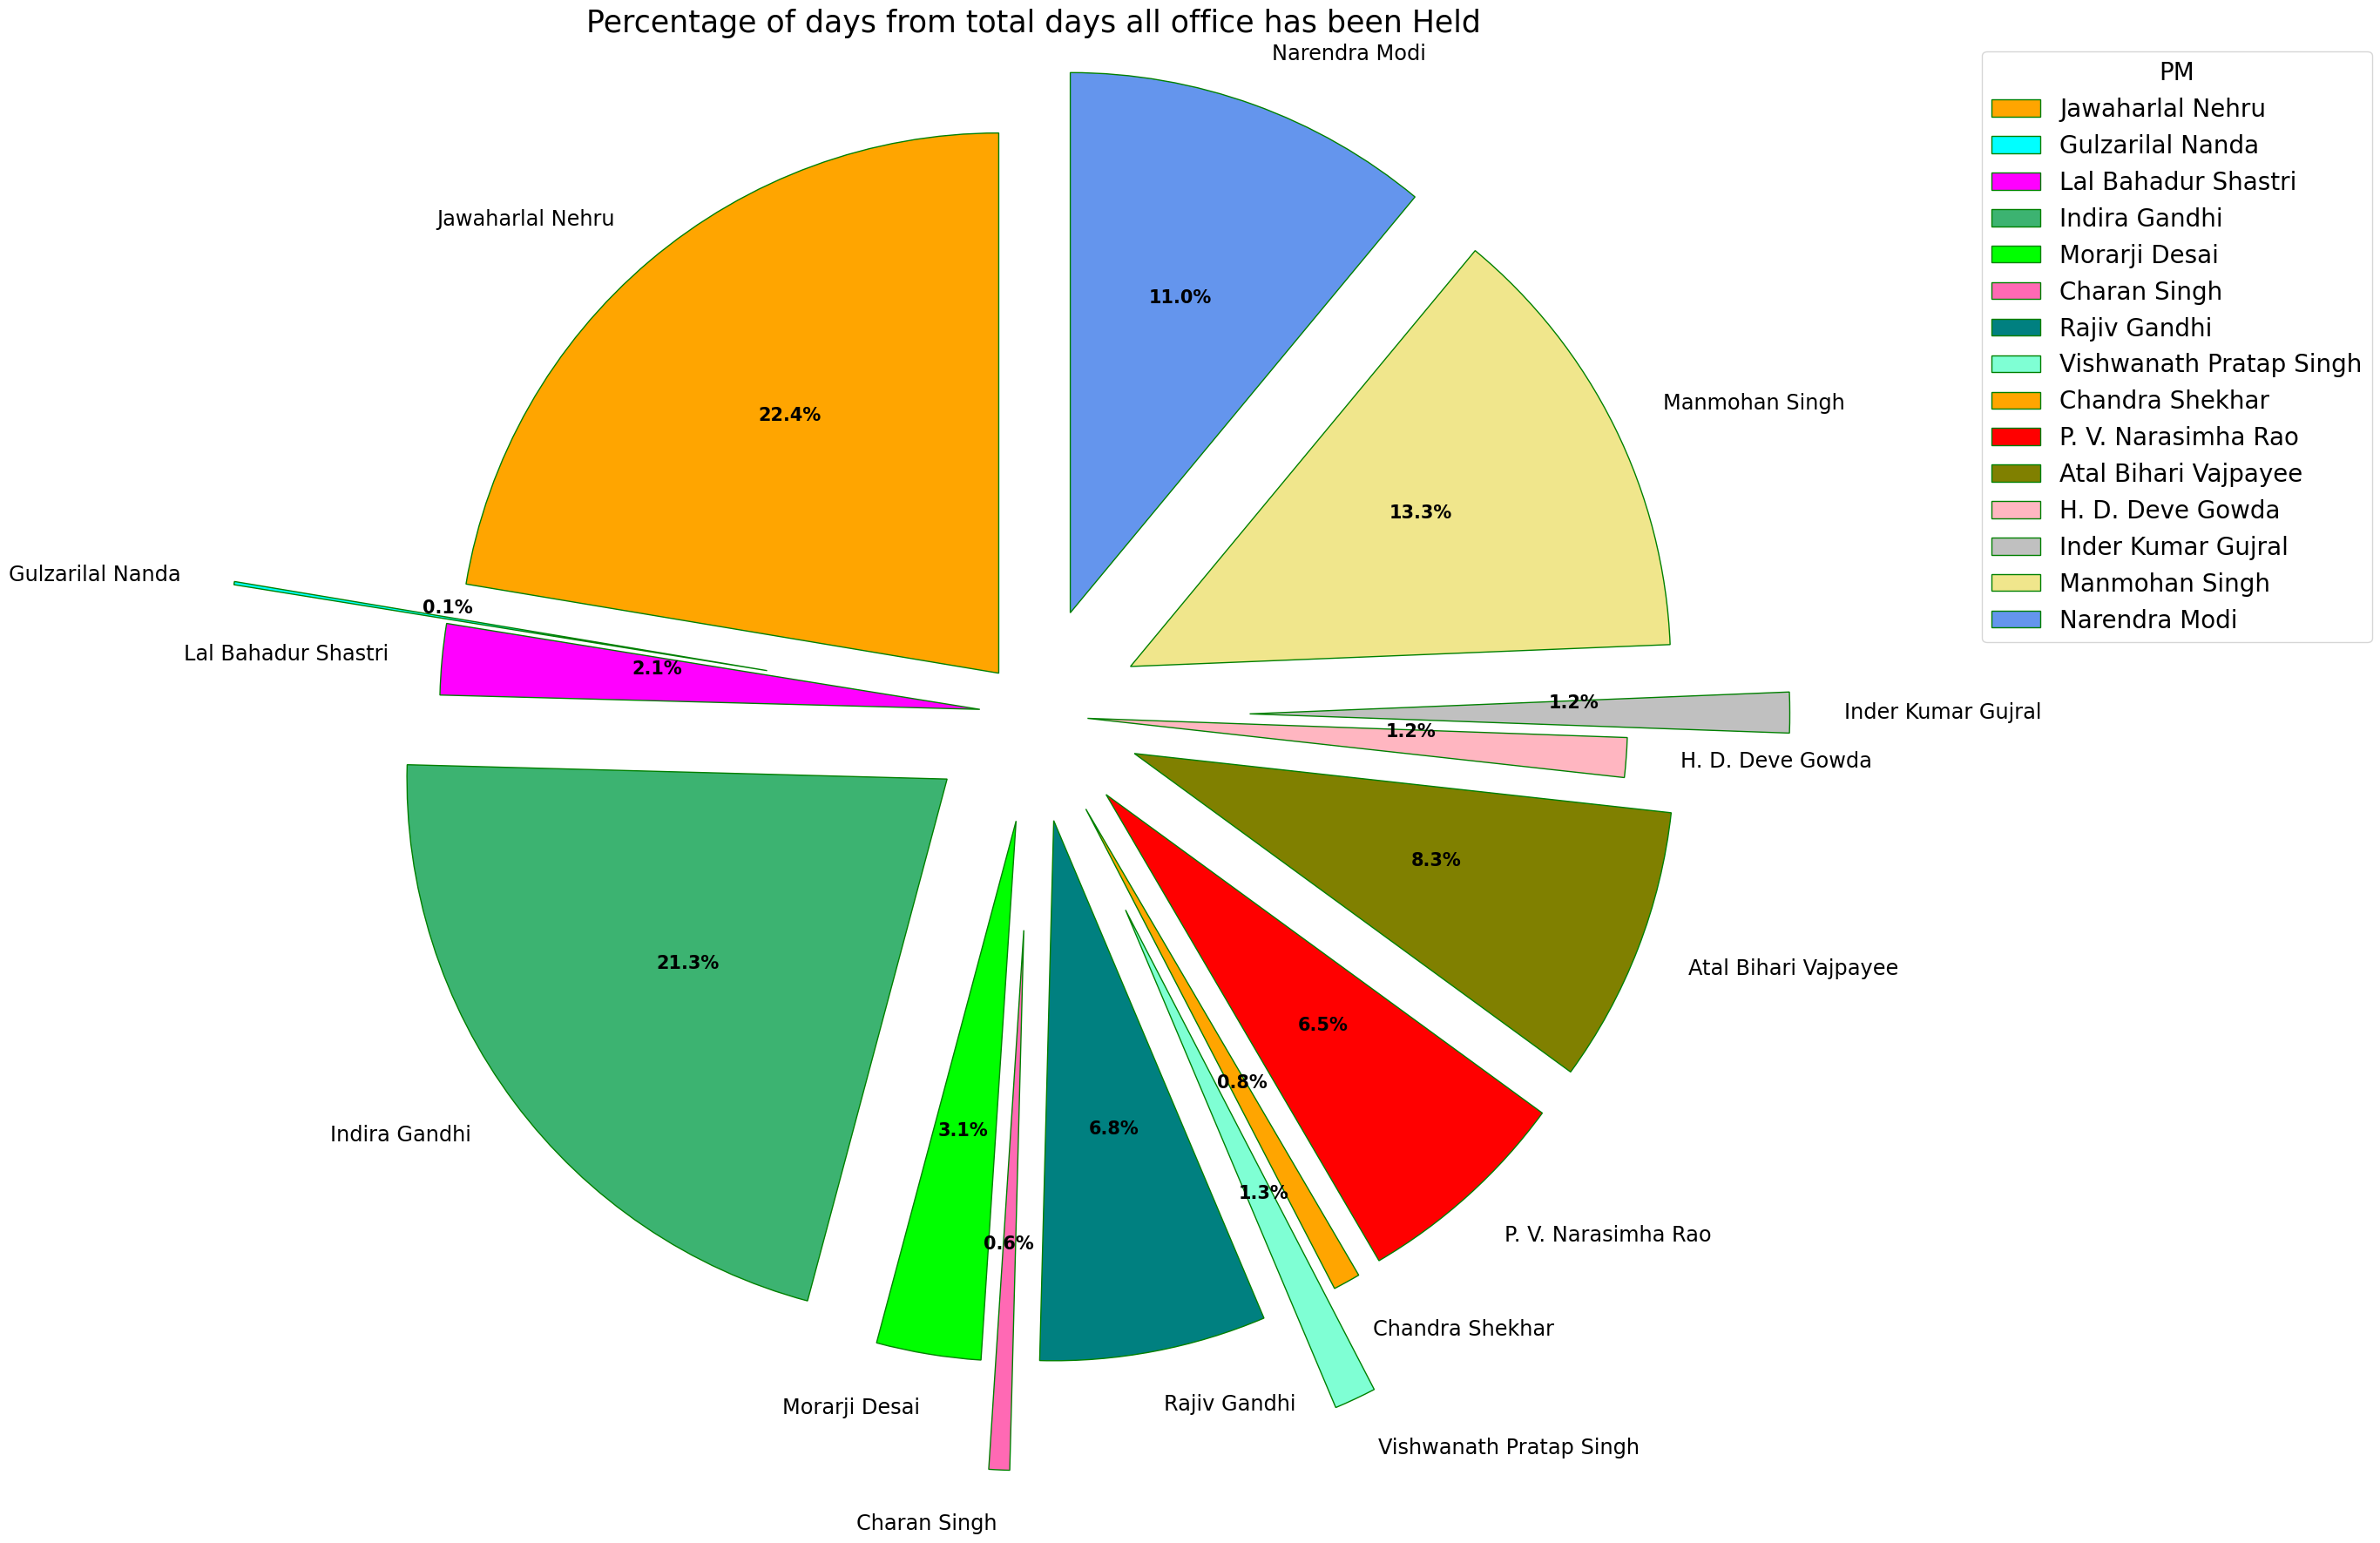 Percentage of days from total days all office has been Held
Narendra Modi
11.0%
Jawaharlal Nehru
22.4%
Manmohan Singh
13.3%
Gulzarilal Nanda
0.1%
Lal Bahadur Shastri
2.1%
Inder Kumar Gujral
1.2%
H. D. Deve Gowda
1.2%
Atal Bihari Vajpayee
8.3%
Indira Gandhi
21.3%
P. V. Narasimha Rao
6.5%
Chandra Shekhar
0.8%
Morarji Desai
3.1%
Rajiv Gandhi
6.8%
Vishwanath Pratap Singh
1.3%
Charan Singh
0.6%
PM
Jawaharlal Nehru
Gulzarilal Nanda
Lal Bahadur Shastri
Indira Gandhi
Morarji Desai
Charan Singh
Rajiv Gandhi
Vishwanath Pratap Singh
Chandra Shekhar
P. V. Narasimha Rao
Atal Bihari Vajpayee
H. D. Deve Gowda
Inder Kumar Gujral
Manmohan Singh
Narendra Modi